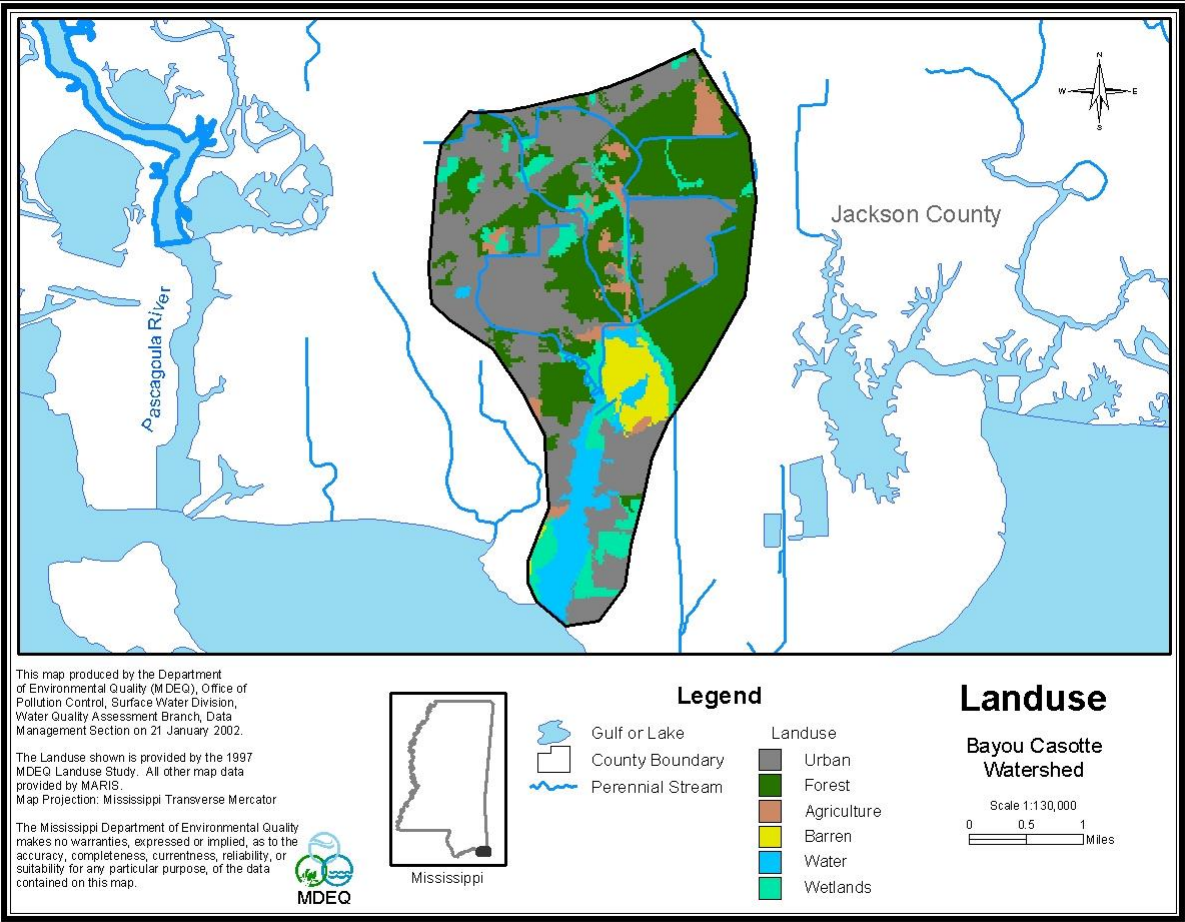 N
W
E
S
Jackson County
Pascagoula River
This map produced by the Department
of Environmental Quality (MDEQ), Office of
Pollution Control, Surface Water Division,
Water Quality Assessment Branch, Data
Management Section on 21 January 2002.
The Landuse shown is provided by the 1997
MDEQ Landuse Study. All other map data
provided by MARIS.
Map Projection: Mississippi Transverse Mercator
The Mississippi Department of Environmental Quality
makes no warranties, expressed or implied, as to the
accuracy, completeness, currentness, reliability, or
suitability for any particular purpose, of the data
contained on this map.
MDEQ
Mississippi
Legend
Gulf or Lake
County Boundary
Perennial Stream
Landuse
Urban
Forest
Agriculture
Barren
Water
Wetlands
Landuse
Bayou Casotte
Watershed
Scale 1:130,000
0 0.5 1
Miles